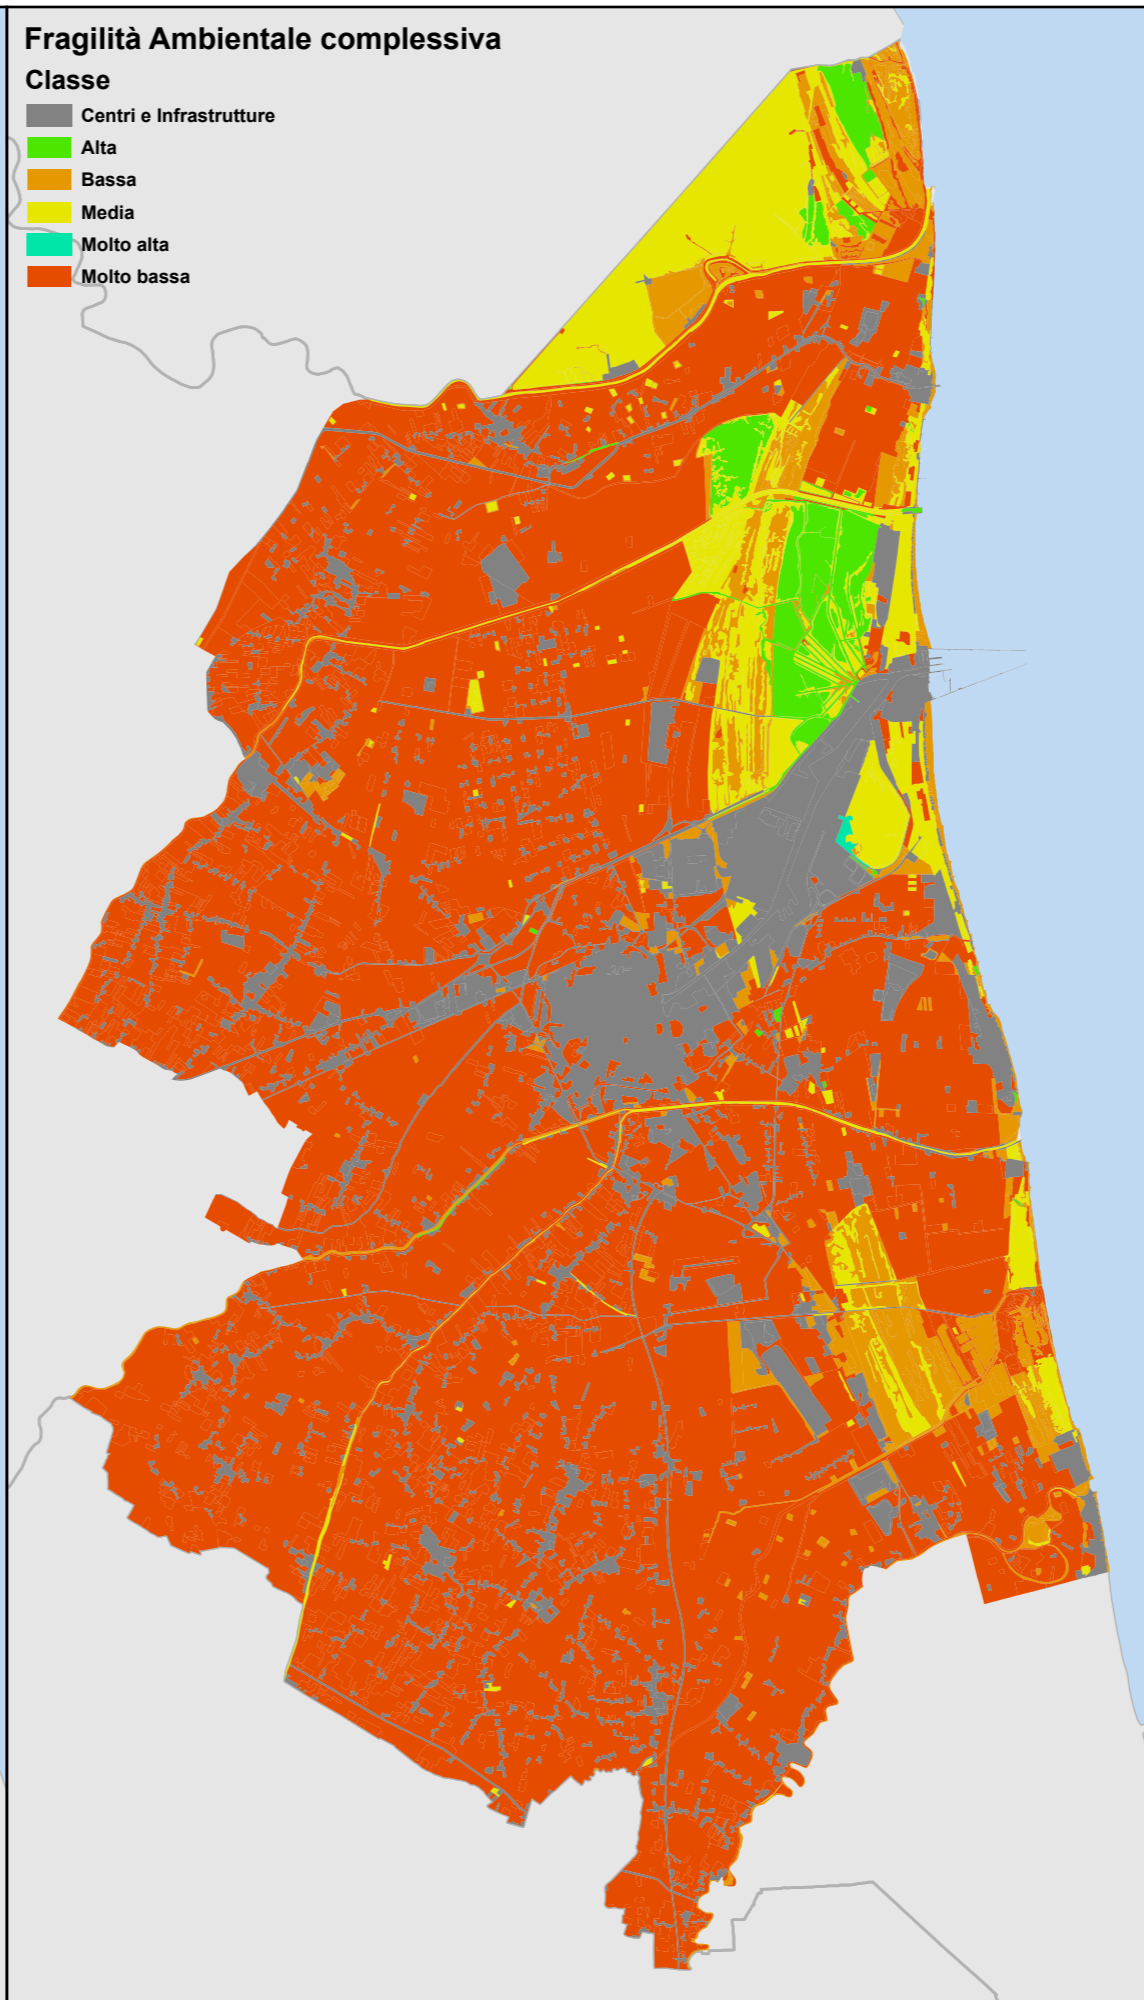 Fragilità Ambientale complessiva
Classe
Centri e Infrastrutture
Alta
Bassa
Media
Molto alta
Molto bassa